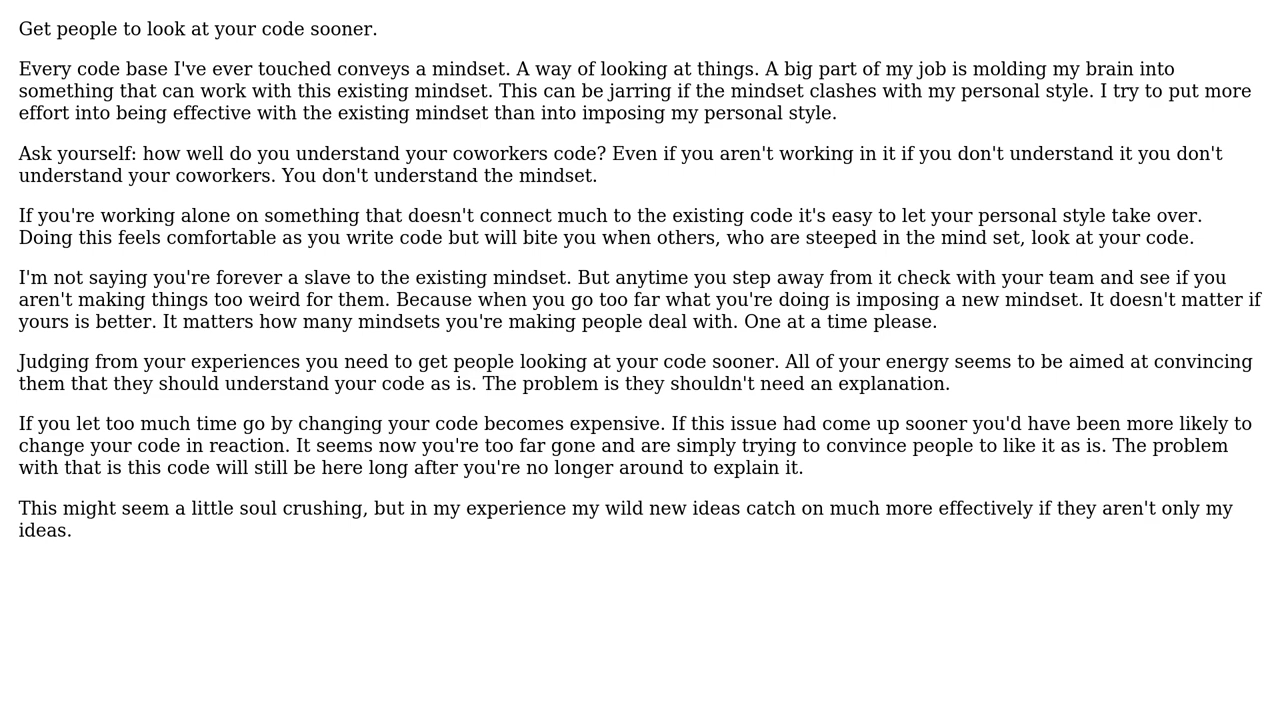 Get people to look at your code sooner.
Every code base I've ever touched conveys a mindset. A way of looking at things. A big part of my job is molding my brain into
something that can work with this existing mindset. This can be jarring if the mindset clashes with my personal style. I try to put more
effort into being effective with the existing mindset than into imposing my personal style.
Ask yourself: how well do you understand your coworkers code? Even if you aren't working in it if you don't understand it you don't
understand your coworkers. You don't understand the mindset.
If you're working alone on something that doesn't connect much to the existing code it's easy to let your personal style take over.
Doing this feels comfortable as you write code but will bite you when others, who are steeped in the mind set, look at your code.
I'm not saying you're forever a slave to the existing mindset. But anytime you step away from it check with your team and see if you
aren't making things too weird for them. Because when you go too far what you're doing is imposing a new mindset. It doesn't matter if
yours is better. It matters how many mindsets you're making people deal with. One at a time please.
Judging from your experiences you need to get people looking at your code sooner. All of your energy seems to be aimed at convincing
them that they should understand your code as is. The problem is they shouldn't need an explanation.
If you let too much time go by changing your code becomes expensive. If this issue had come up sooner you'd have been more likely to
change your code in reaction. It seems now you're too far gone and are simply trying to convince people to like it as is. The problem
with that is this code will still be here long after you're no longer around to explain it.
This might seem a little soul crushing, but in my experience my wild new ideas catch on much more effectively if they aren't only my
ideas.